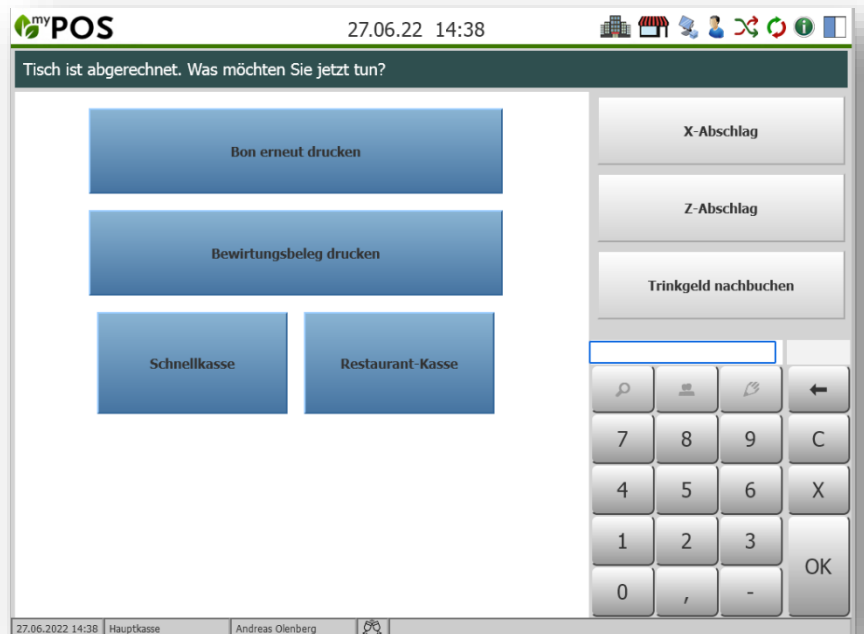 myPOS
27.06.22 14:38
Tisch ist abgerechnet. Was möchten Sie jetzt tun?
Bon erneut drucken
Bewirtungsbeleg drucken
Schnellkasse
Restaurant-Kasse
X-Abschlag
Z-Abschlag
Trinkgeld nachbuchen
7 8 9 C
4 5 6 X
1 2 3
OK
0 , -
27.06.2022 14:38 Hauptkasse Andreas Olenberg